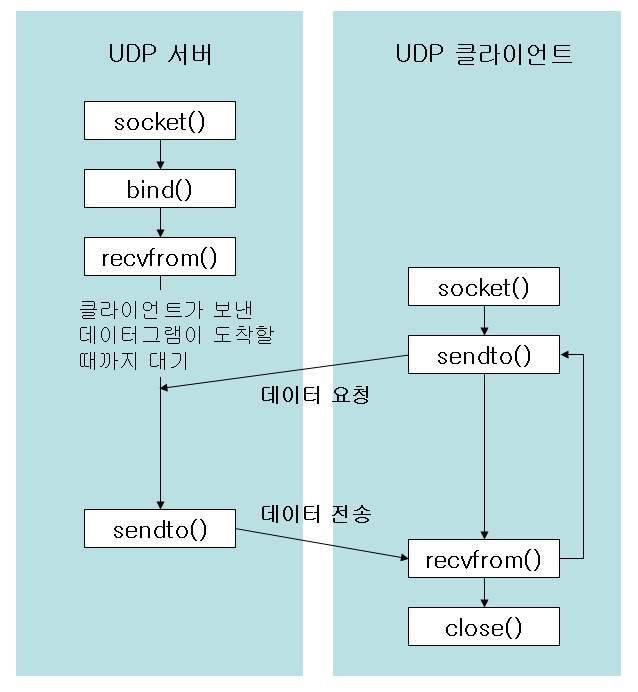 UDP 서버
socket()
bind()
recvfrom()
클라이언트가 보낸
데이터그램이 도착할
때까지 대기
sendto()
UDP 클라이언트
socket()
sendto()
데이터 요청
데이터 전송
recvfrom()
close()